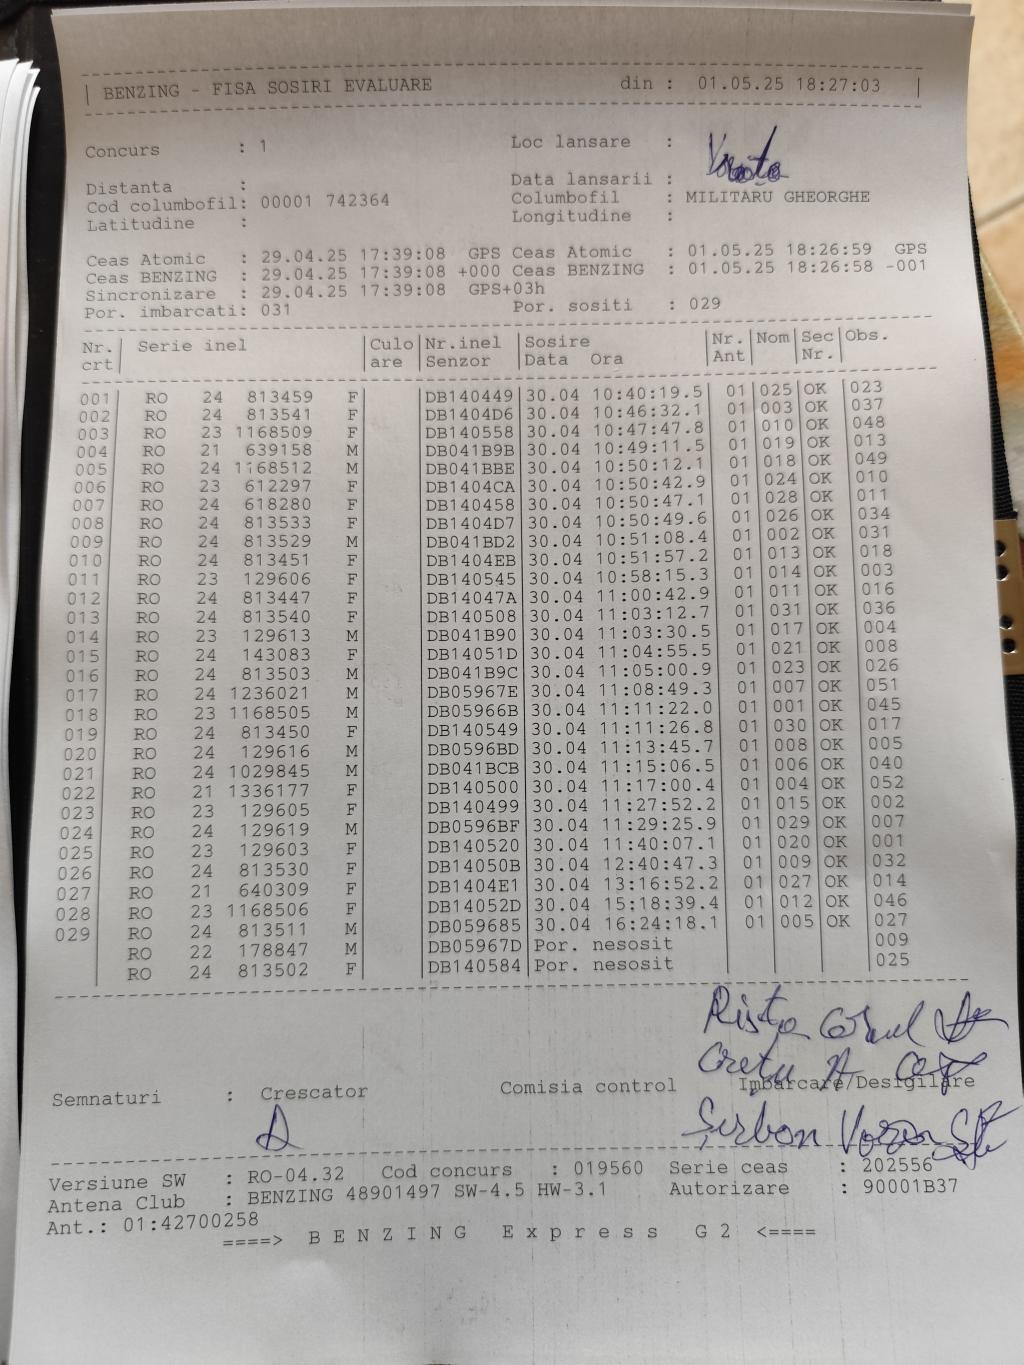 BENZING - FISA SOSIRI EVALUARE din : 01.05.25 18:27:03
Concurs : 1 Loc lansare :
Distanta : Data lansarii :
Cod columbofil: 00001 742364 Columbofil : MILITARU GHEORGHE
Latitudine : Longitudine :
Ceas Atomic : 29.04.25 17:39:08 GPS Ceas Atomic : 01.05.25 18:26:59 GPS
Ceas BENZING : 29.04.25 17:39:08 +000 Ceas BENZING : 01.05.25 18:26:58 -001
Sincronizare : 29.04.25 17:39:08 GPS+03h
Por. imbarcati: 031 Por. sositi : 029
Nr. Serie inel Culo Nr.inel Sosire Nr. Nom Sec Obs.
crt are Senzor Data Ora Ant Nr.
001 RO 24 813459 F DB140449 30.04 10:40:19.5 01 025 OK 023
002 RO 24 813541 F DB1404D6 30.04 10:46:32.1 01 003 OK 037
003 RO 23 1168509 F DB140558 30.04 10:47:47.8 01 010 OK 048
004 RO 21 639158 M DB041B9B 30.04 10:49:11.5 01 019 OK 013
005 RO 24 1168512 M DB041BBE 30.04 10:50:12.1 01 018 OK 049
006 RO 23 612297 F DB1404CA 30.04 10:50:42.9 01 024 OK 010
007 RO 24 618280 F DB140458 30.04 10:50:47.1 01 028 OK 011
008 RO 24 813533 F DB1404D7 30.04 10:50:49.6 01 026 OK 034
009 RO 24 813529 M DB041BD2 30.04 10:51:08.4 01 002 OK 031
010 RO 24 813451 F DB1404EB 30.04 10:51:57.2 01 013 OK 018
011 RO 23 129606 F DB140545 30.04 10:58:15.3 01 014 OK 003
012 RO 24 813447 F DB14047A 30.04 11:00:42.9 01 011 OK 016
013 RO 24 813540 F DB140508 30.04 11:03:12.7 01 031 OK 036
014 RO 23 129613 M DB041B90 30.04 11:03:30.5 01 017 OK 004
015 RO 24 143083 F DB14051D 30.04 11:04:55.5 01 021 OK 008
016 RO 24 813503 M DB041B9C 30.04 11:05:00.9 01 023 OK 026
017 RO 24 1236021 M DB05967E 30.04 11:08:49.3 01 007 OK 051
018 RO 23 1168505 M DB05966B 30.04 11:11:22.0 01 001 OK 045
019 RO 24 813450 F DB140549 30.04 11:11:26.8 01 030 OK 017
020 RO 24 129616 M DB0596BD 30.04 11:13:45.7 01 008 OK 005
021 RO 24 1029845 M DB041BCB 30.04 11:15:06.5 01 006 OK 040
022 RO 21 1336177 F DB140500 30.04 11:17:00.4 01 004 OK 052
023 RO 23 129605 F DB140499 30.04 11:27:52.2 01 015 OK 002
024 RO 24 129619 M DB0596BF 30.04 11:29:25.9 01 029 OK 007
025 RO 23 129603 F DB140520 30.04 11:40:07.1 01 020 OK 001
026 RO 24 813530 F DB14050B 30.04 12:40:47.3 01 009 OK 032
027 RO 21 640309 F DB1404E1 30.04 13:16:52.2 01 027 OK 014
028 RO 23 1168506 F DB14052D 30.04 15:18:39.4 01 012 OK 046
029 RO 24 813511 M DB059685 30.04 16:24:18.1 01 005 OK 027
RO 22 178847 M DB05967D Por. nesosit 009
RO 24 813502 F DB140584 Por. nesosit 025
Semnaturi : Crescator Comisia control Imbarcare/Desigilare
Versiune SW : RO-04.32 Cod concurs : 019560 Serie ceas : 202556
Antena Club : BENZING 48901497 SW-4.5 HW-3.1 Autorizare : 90001B37
Ant.: 01:42700258
====> B E N Z I N G E x p r e s s G 2 <====